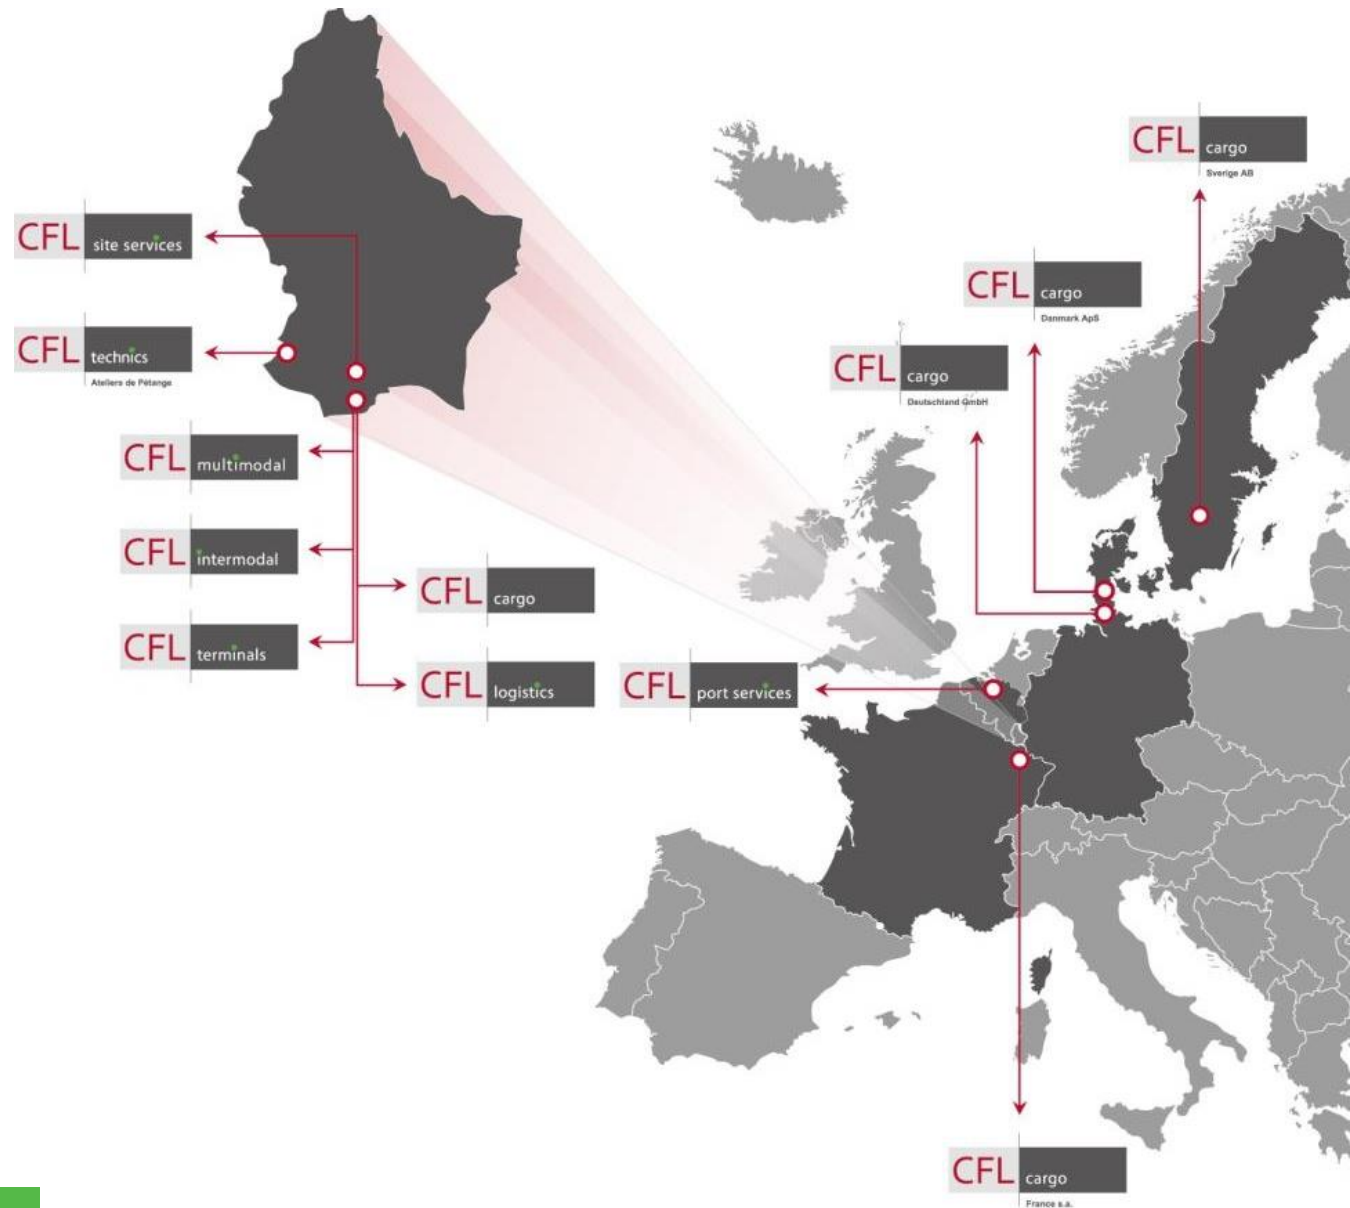 CFL cargo
Sverige AB
CFL site services
CFL cargo
Danmark ApS
CFL technics
Ateliers de Pétange
CFL cargo
Deutschland GmbH
CFL multimodal
CFL intermodal
CFL cargo
CFL terminals
CFL logistics
CFL port services
CFL cargo
France s.a.